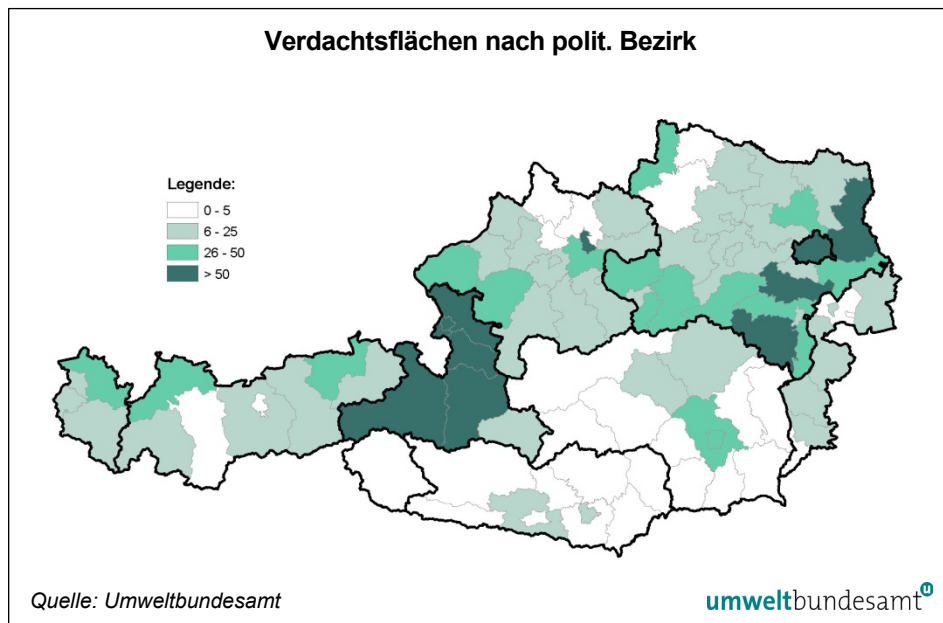 Verdachtsflächen nach polit. Bezirk
Legende:
0 - 5
6 - 25
26 - 50
> 50
Quelle: Umweltbundesamt
umweltbundesamt u